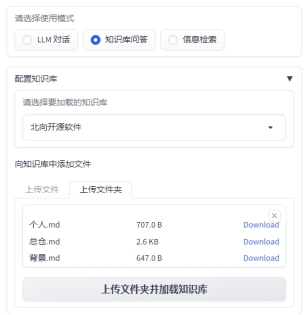 请选择使用模式
LLM 对话 知识库问答 信息检索
配置知识库 ▼
请选择要加载的知识库
北向开源软件
向知识库中添加文件
上传文件 上传文件夹
个人.md 707.0 B Download
总仓.md 2.6 KB Download
背景.md 647.0 B Download
上传文件夹并加载知识库